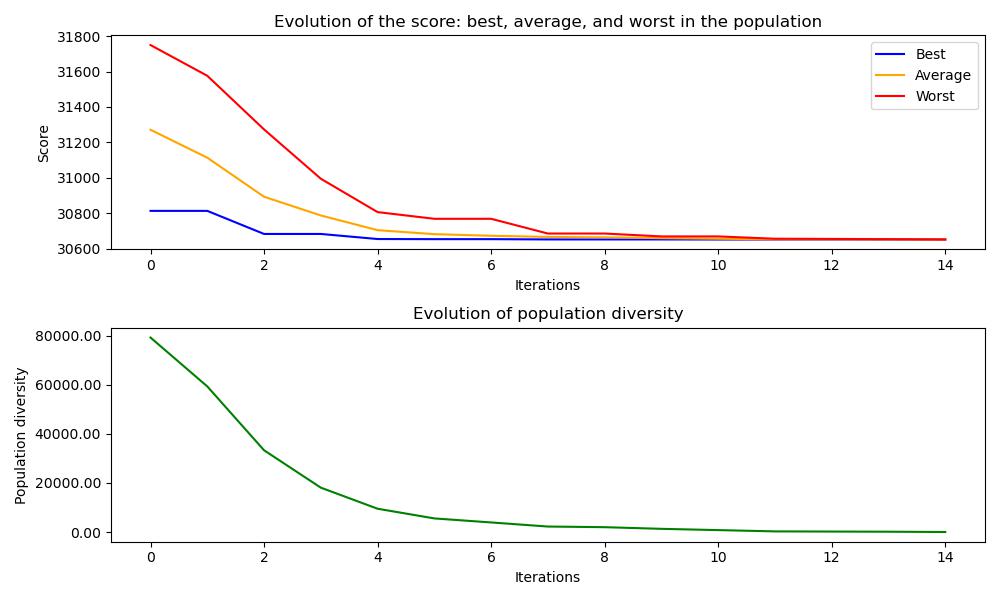 Evolution of the score: best, average, and worst in the population
31800
31600
31400
31200
31000
30800
30600
Score
Best
Average
Worst
0 2 4 6 8 10 12 14
Iterations
Evolution of population diversity
80000.00
60000.00
40000.00
20000.00
0.00
Population diversity
0 2 4 6 8 10 12 14
Iterations